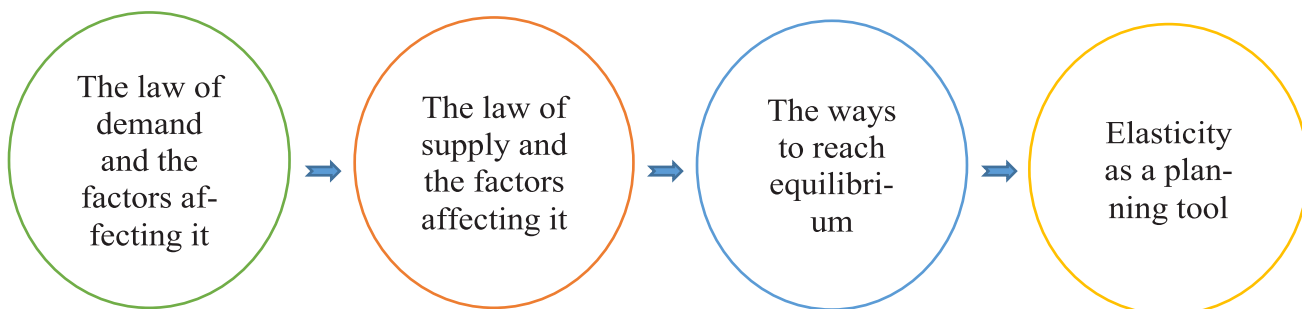 The law of
demand
and the
factors af-
fecting it
The law of
supply and
the factors
affecting it
The ways
to reach
equilibri-
um
Elasticity
as a plan-
ning tool